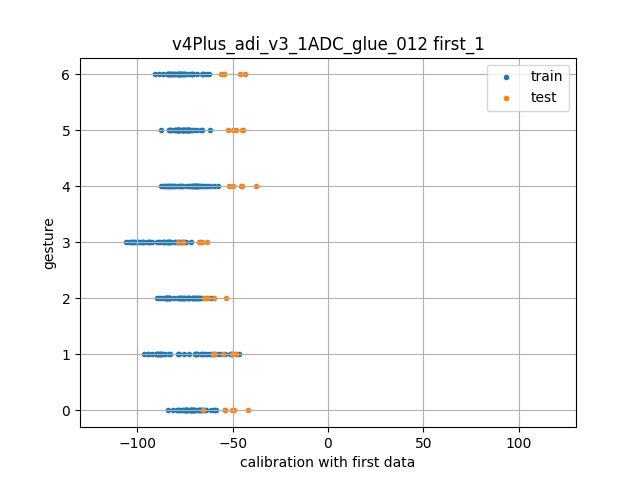 v4Plus_adi_v3_1ADC_glue_012 first_1
train
test
gesture
6
5
4
3
2
1
0
−100
−50
0
50
100
calibration with first data